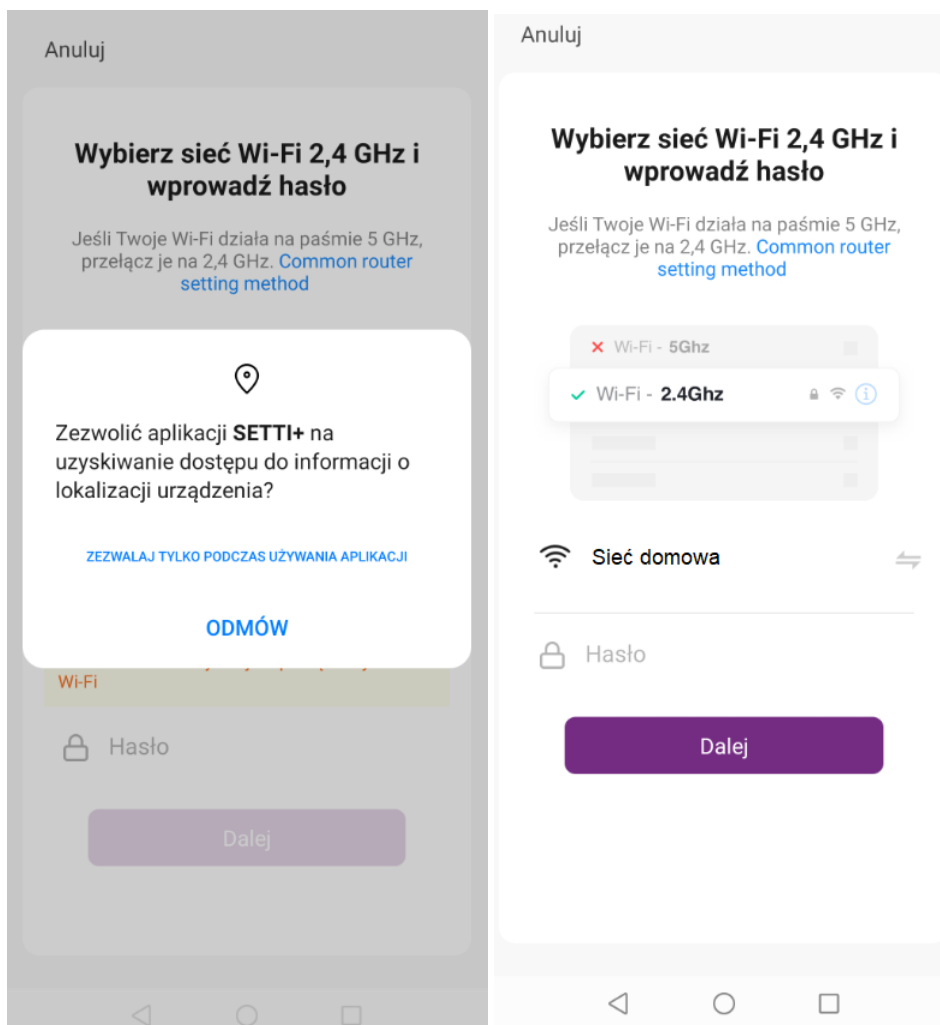 Anuluj
Wybierz sieć Wi-Fi 2,4 GHz i
wprowadź hasło
Jeśli Twoje Wi-Fi działa na paśmie 5 GHz,
przełącz je na 2,4 GHz. Common router
setting method
Zezwolić aplikacji SETTI+ na
uzyskiwanie dostępu do informacji o
lokalizacji urządzenia?
ZEZWALAJ TYLKO PODCZAS UŻYWANIA APLIKACJI
ODMÓW
Wi-Fi
Hasło
Dalej
Anuluj
Wybierz sieć Wi-Fi 2,4 GHz i
wprowadź hasło
Jeśli Twoje Wi-Fi działa na paśmie 5 GHz,
przełącz je na 2,4 GHz. Common router
setting method
Wi-Fi - 5Ghz
Wi-Fi - 2.4Ghz
Sieć domowa
Hasło
Dalej